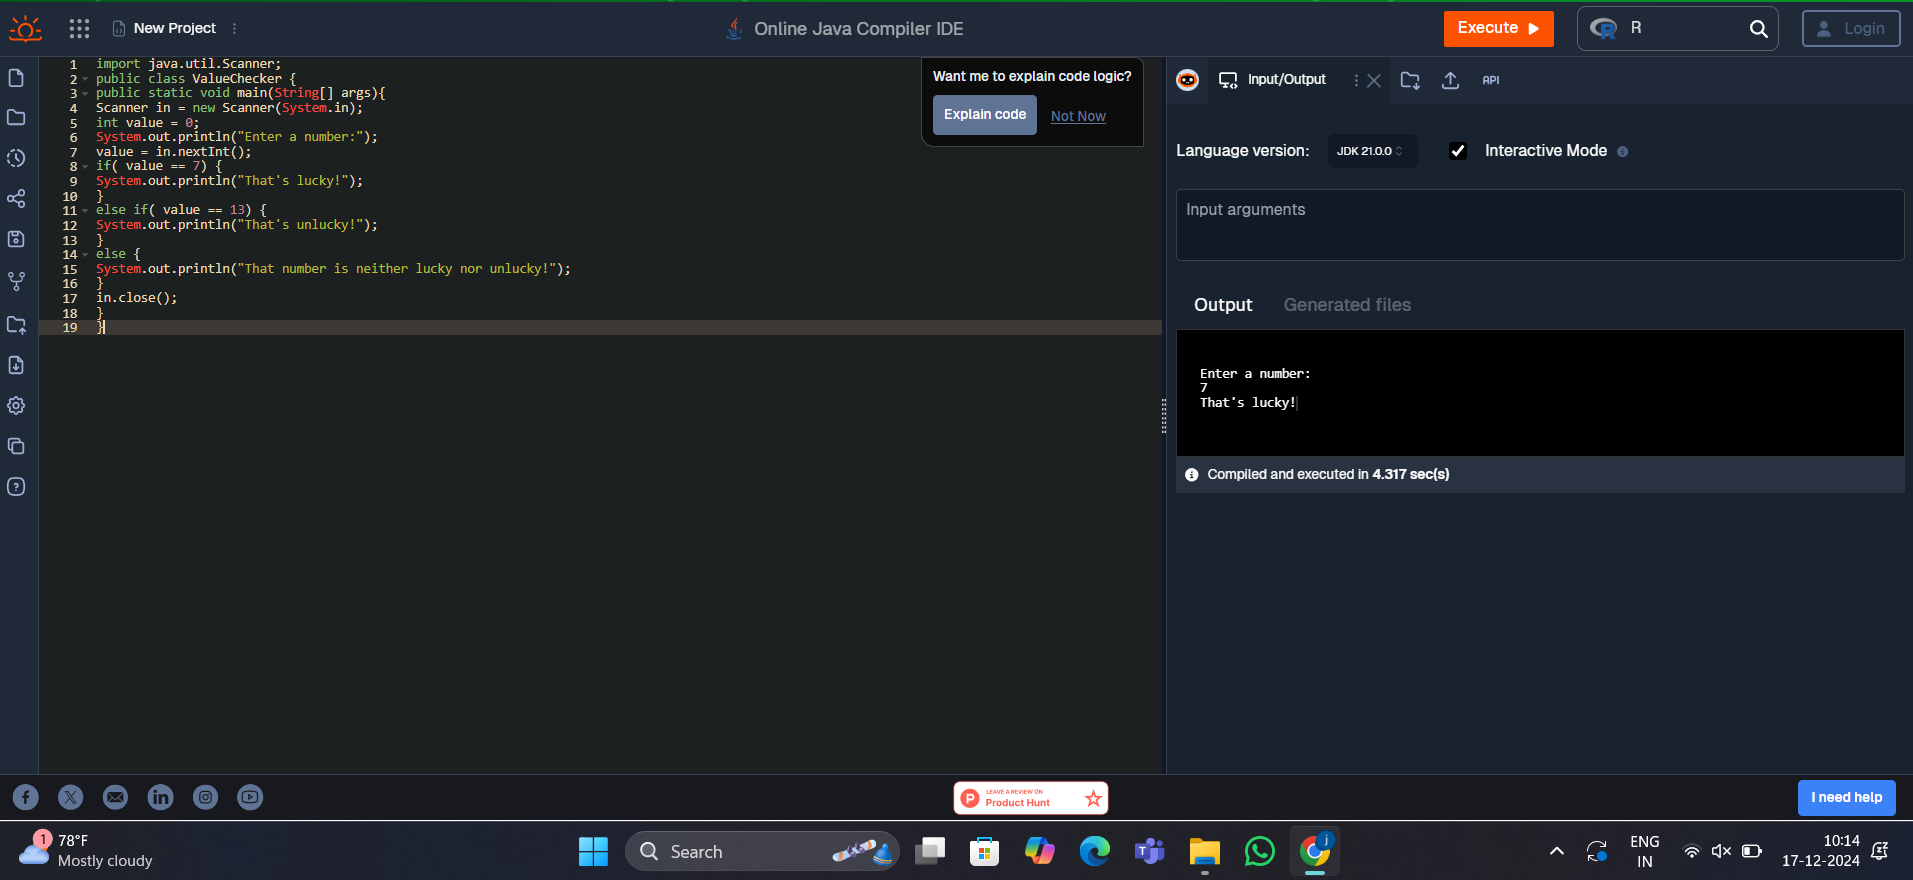 New Project
Online Java Compiler IDE
Execute
R
Login
1 import java.util.Scanner;
2 public class ValueChecker {
3 public static void main(String[] args){
4 Scanner in = new Scanner(System.in);
5 int value = 0;
6 System.out.println("Enter a number:");
7 value = in.nextInt();
8 if( value == 7) {
9 System.out.println("That's lucky!");
10 }
11 else if( value == 13) {
12 System.out.println("That's unlucky!");
13 }
14 else {
15 System.out.println("That number is neither lucky nor unlucky!");
16 }
17 in.close();
18 }
19 }
Want me to explain code logic?
Explain code Not Now
Input/Output
API
Language version: JDK 21.0.0 Interactive Mode
Input arguments
Output Generated files
Enter a number:
7
That's lucky!
Compiled and executed in 4.317 sec(s)
LEAVE A REVIEW ON
P Product Hunt
I need help
1
78°F
Mostly cloudy
Search
j
ENG
IN
10:14
17-12-2024